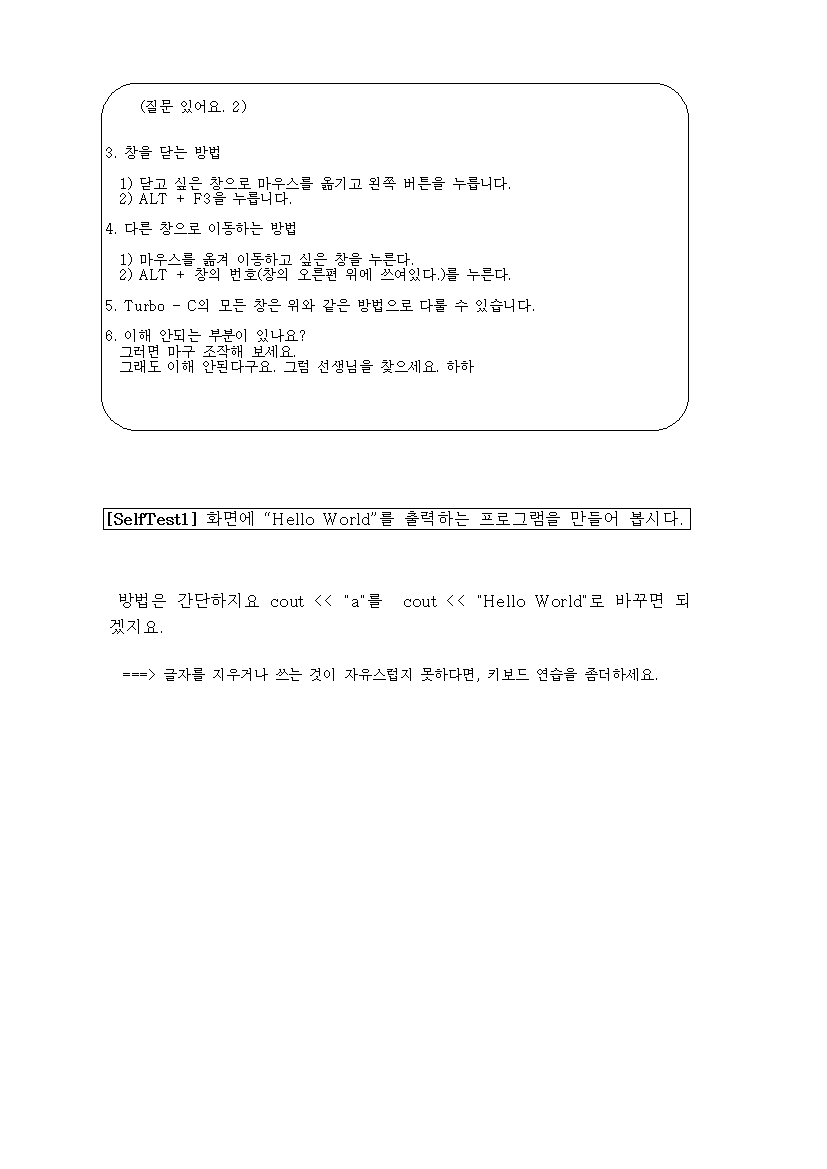 (질문 있어요. 2)
3. 창을 닫는 방법
1) 닫고 싶은 창으로 마우스를 옮기고 왼쪽 버튼을 누릅니다.
2) ALT + F3을 누릅니다.
4. 다른 창으로 이동하는 방법
1) 마우스를 옮겨 이동하고 싶은 창을 누른다.
2) ALT + 창의 번호(창의 오른편 위에 쓰여있다.)를 누른다.
5. Turbo - C의 모든 창은 위와 같은 방법으로 다룰 수 있습니다.
6. 이해 안되는 부분이 있나요?
그러면 마구 조작해 보세요.
그래도 이해 안된다구요. 그럼 선생님을 찾으세요. 하하
[SelfTest1] 화면에 “Hello World”를 출력하는 프로그램을 만들어 봅시다.
방법은 간단하지요 cout << "a"를 cout << "Hello World"로 바꾸면 되
겠지요.
===> 글자를 지우거나 쓰는 것이 자유스럽지 못하다면, 키보드 연습을 좀더하세요.